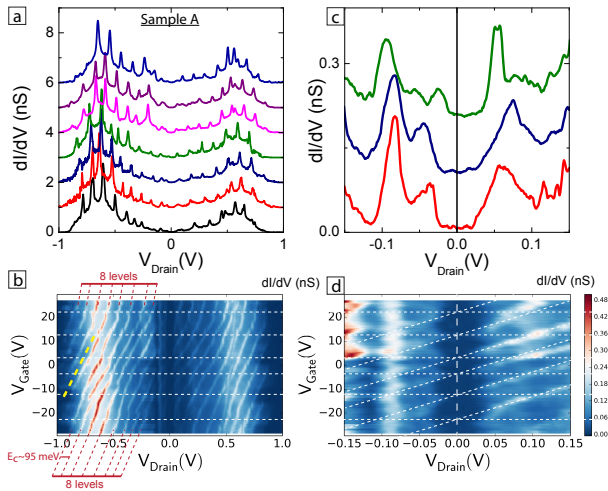 a
Sample A
dI/dV (nS)
8
6
4
2
0
-1
0
1
V_Drain(V)
c
dI/dV (nS)
0.3
0.0
-0.1
0.0
0.1
V_Drain(V)
b
8 levels
dI/dV (nS)
V_Gate(V)
20
10
0
−10
−20
−1.0
−0.5
0.0
0.5
1.0
V_Drain(V)
E_C~95 meV
8 levels
d
dI/dV (nS)
V_Gate(V)
20
10
0
−10
−20
−0.15
−0.10
−0.05
0.00
0.05
0.10
0.15
V_Drain(V)
0.48
0.42
0.36
0.30
0.24
0.18
0.12
0.06
0.00